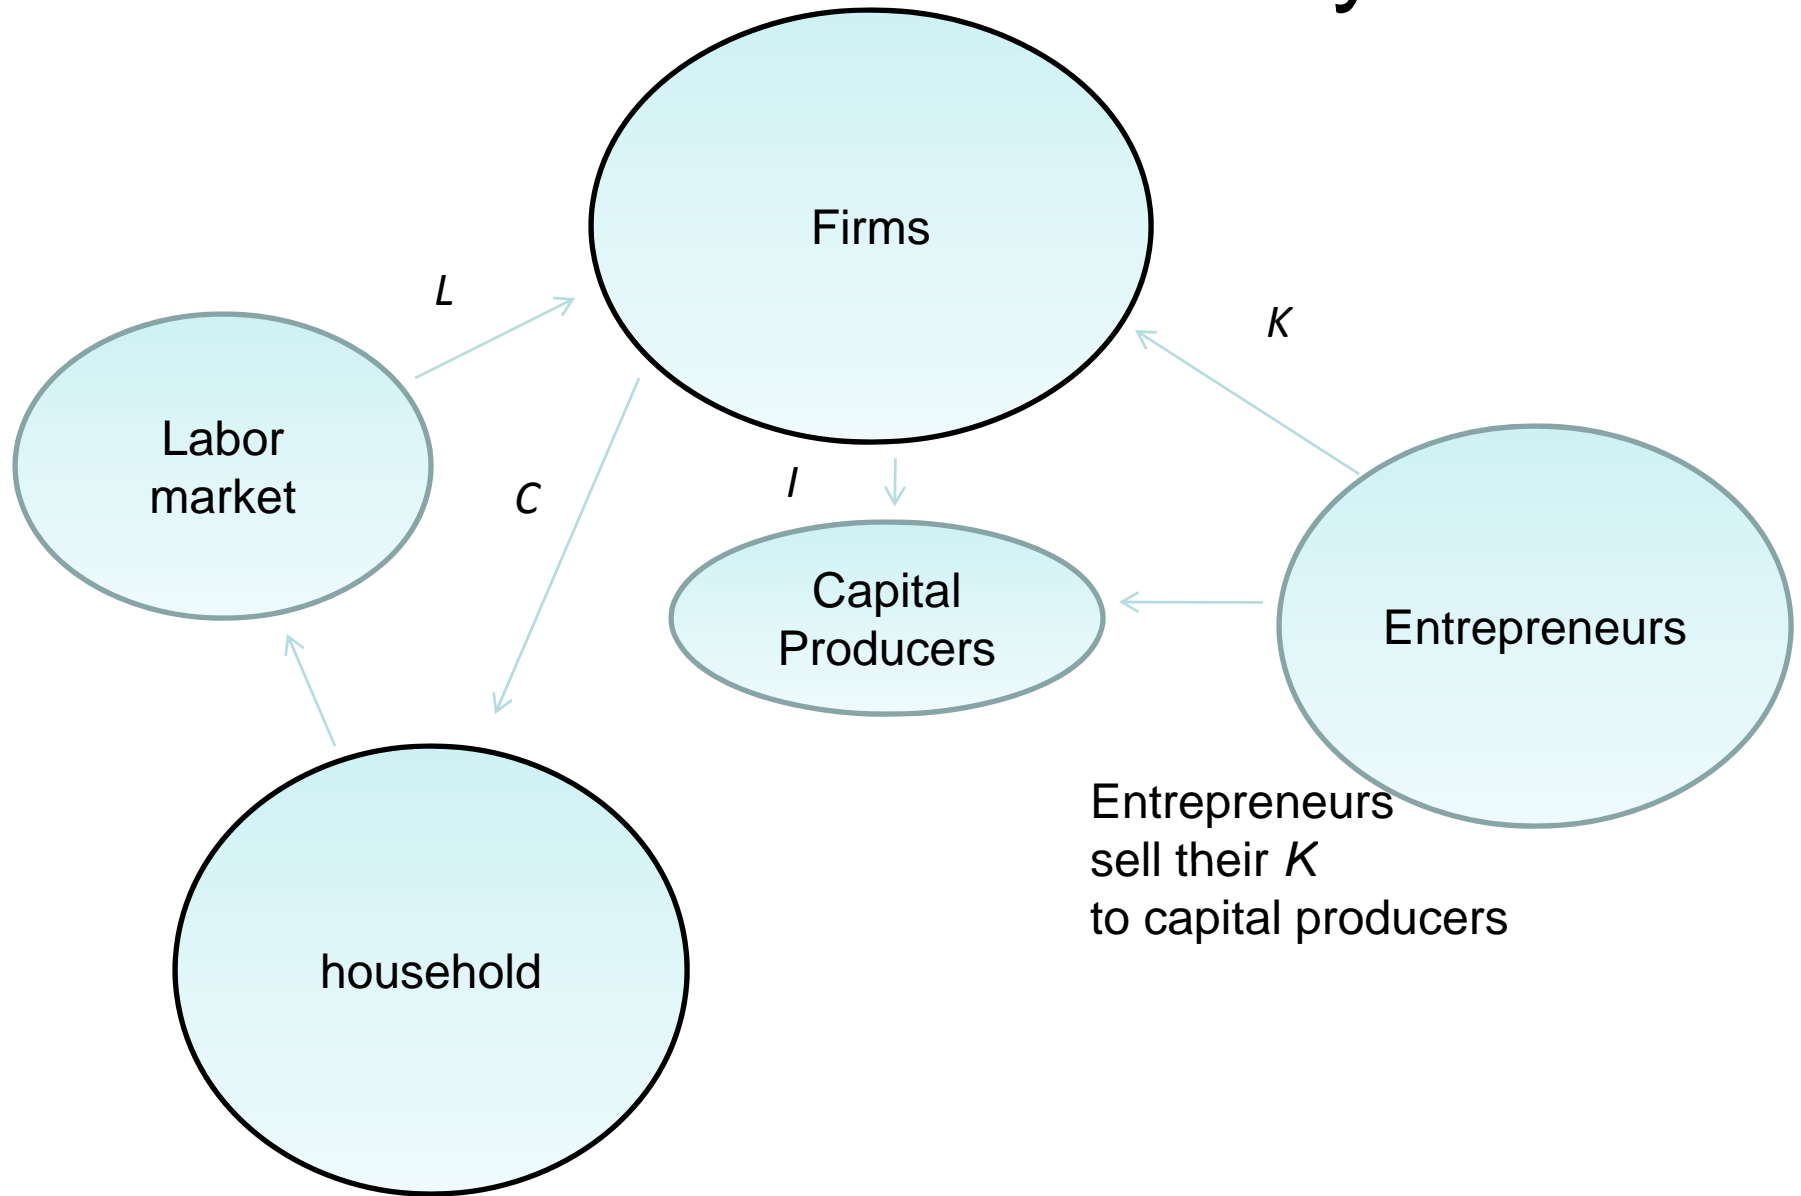 Firms
L
K
Labor
market
C
I
Capital
Producers
Entrepreneurs
Entrepreneurs
sell their K
to capital producers
household